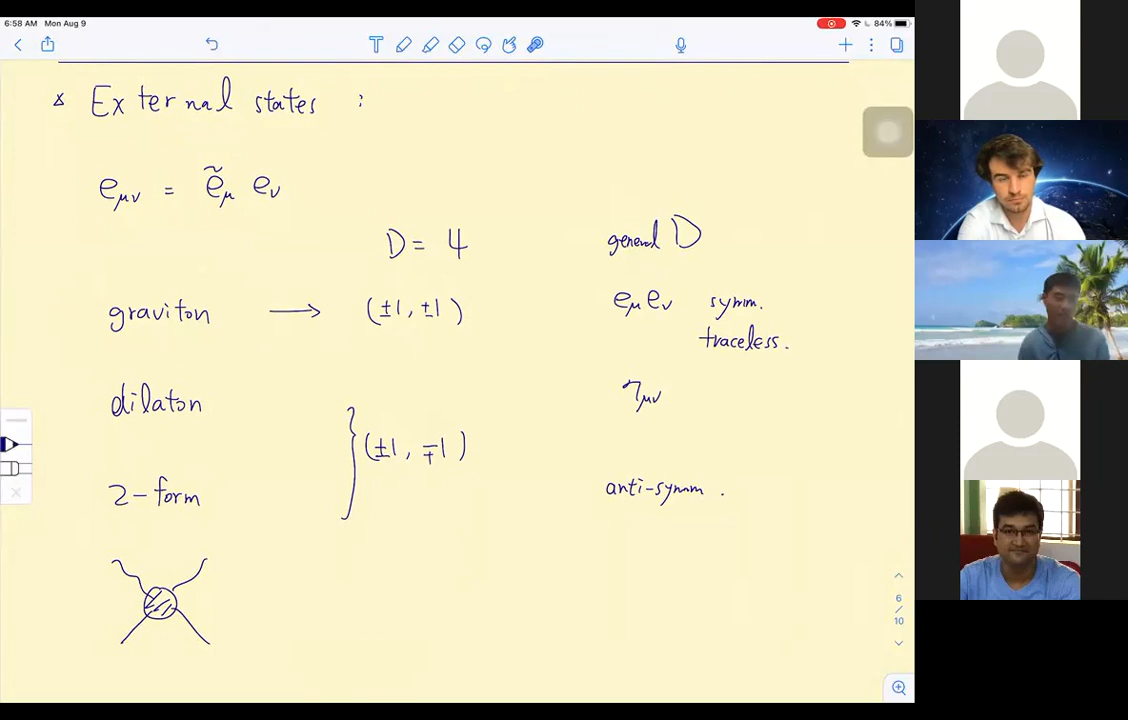 6:58 AM Mon Aug 9
84%
External states :
e_μν = ẽ_μ e_ν
D = 4
general D
graviton → (±1, ±1)
e_μ e_ν symm.
traceless.
dilaton
η_μν
} (±1, ∓1)
2-form
anti-symm.
6
/
10